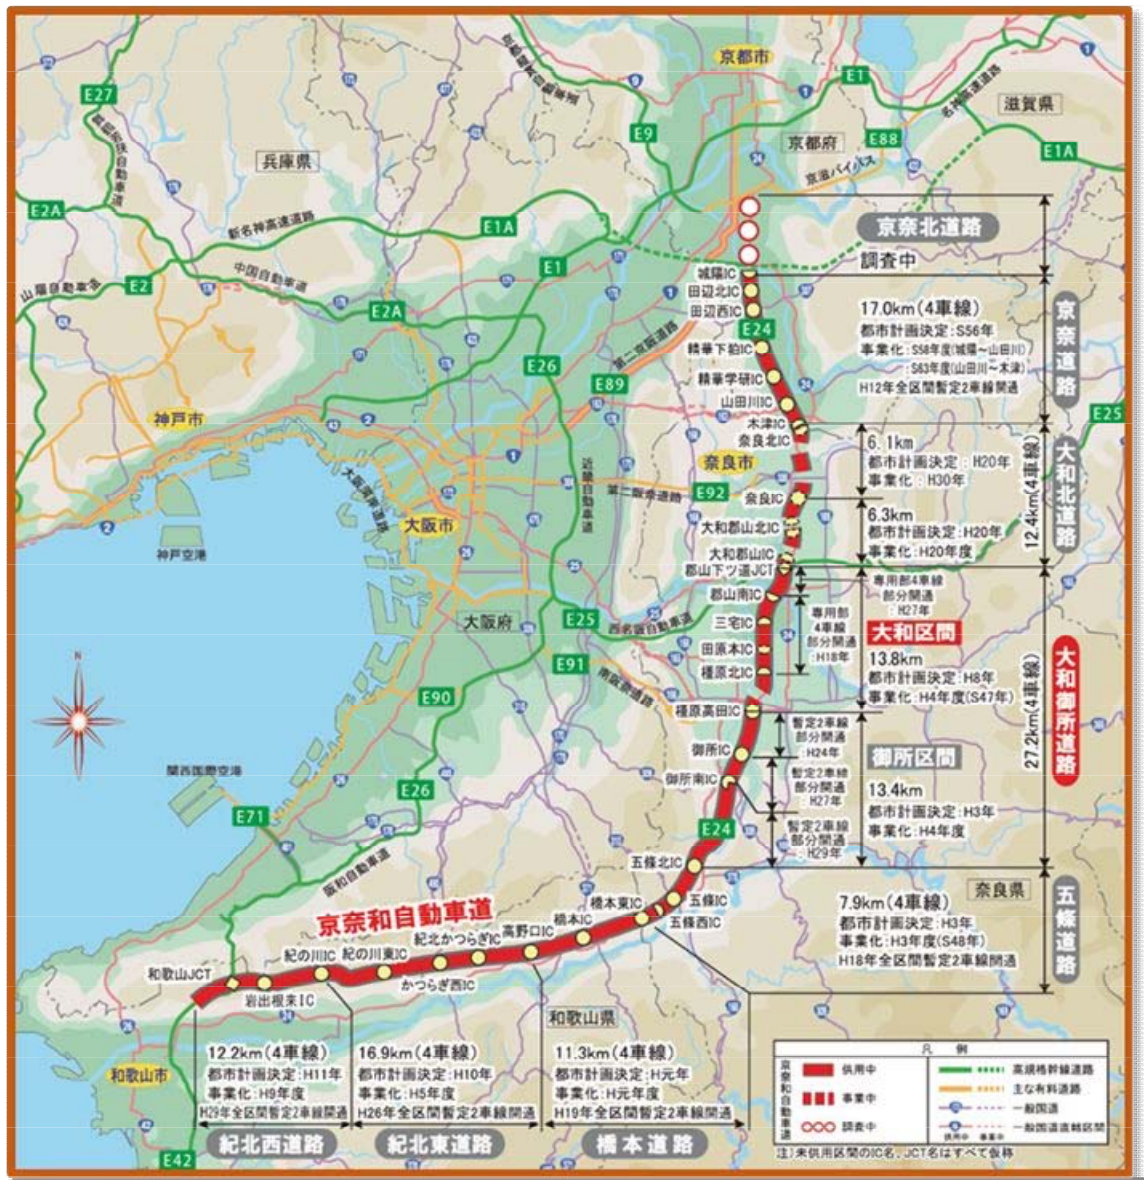 京都市
E1
E27
E9
名神高速道路
滋賀県
京都府
E88
兵庫県
E1A
京滋バイパス
E2A
新名神高速道路
E1A
京奈北道路
調査中
E1
中国自動車道
山陽自動車道
E2
E2A
城陽IC
田辺北IC
田辺西IC
E24
17.0km(4車線)
都市計画決定:S56年
事業化:S58年度(城陽～山田川)
:S63年度(山田川～木津)
H12年全区間暫定2車線開通
京奈道路
第二京阪道路
精華下狛IC
E26
E89
精華学研IC
山田川IC
E25
神戸市
木津IC
奈良北IC
6.1km
都市計画決定:H20年
事業化:H30年
大和北道路
12.4km(4車線)
奈良市
E92
第二阪奈道路
近畿自動車道
奈良IC
6.3km
都市計画決定:H20年
事業化:H20年度
大阪市
大和郡山北IC
神戸空港
大和郡山IC
郡山下ツ道JCT
専用部4車線
部分開通
:H27年
郡山南IC
大阪府
E25
西名阪自動車道
三宅IC
専用部
4車線
部分開通
:H18年
大和区間
13.8km
都市計画決定:H8年
事業化:H4年度(S47年)
田原本IC
橿原北IC
E91
南阪奈道路
大和御所道路
27.2km(4車線)
E90
橿原高田IC
暫定2車線
部分開通
:H24年
御所IC
御所区間
N
関西国際空港
御所南IC
暫定2車線
部分開通
:H27年
13.4km
都市計画決定:H3年
事業化:H4年度
E26
E71
E24
暫定2車線
部分開通
:H29年
阪和自動車道
五條北IC
奈良県
京奈和自動車道
橋本東IC
五條IC
五條西IC
7.9km(4車線)
都市計画決定:H3年
事業化:H3年度(S48年)
H18年全区間暫定2車線開通
五條道路
橋本IC
高野口IC
紀北かつらぎIC
紀の川東IC
紀の川IC
和歌山JCT
かつらぎ西IC
岩出根来IC
和歌山県
和歌山市
12.2km(4車線)
都市計画決定:H11年
事業化:H9年度
H29年全区間暫定2車線開通
紀北西道路
16.9km(4車線)
都市計画決定:H10年
事業化:H5年度
H26年全区間暫定2車線開通
紀北東道路
11.3km(4車線)
都市計画決定:H元年
事業化:H元年度
H19年全区間暫定2車線開通
橋本道路
E42
凡 例
京奈和自動車道
供用中
事業中
調査中
高規格幹線道路
主な有料道路
一般国道
一般国道直轄区間
供用中 事業中
注)未供用区間のIC名、JCT名はすべて仮称